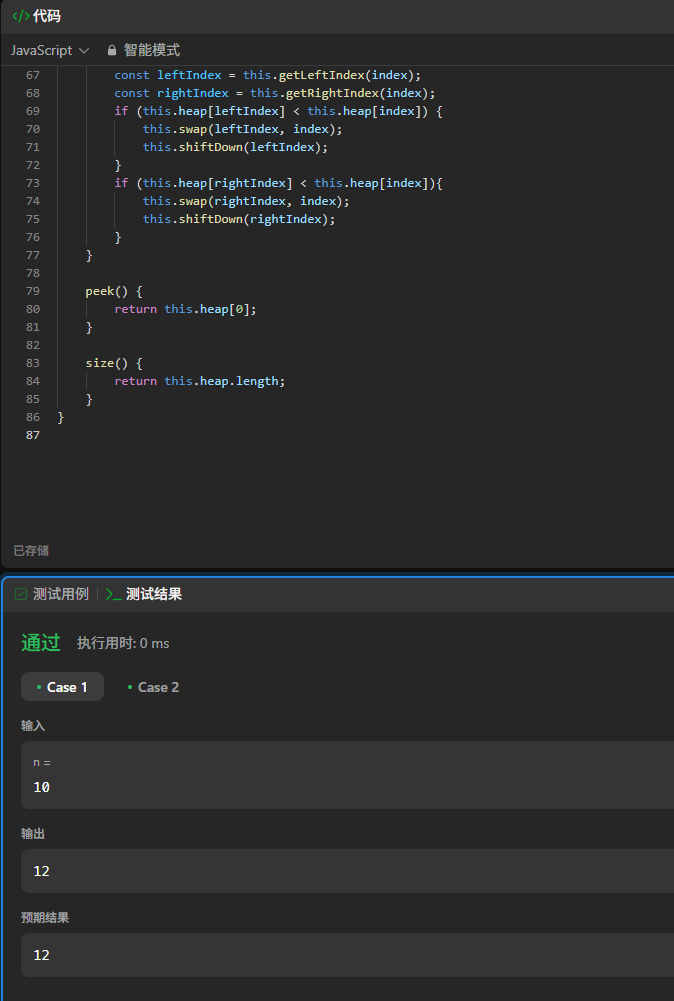 </> 代码
JavaScript 智能模式
67 const leftIndex = this.getLeftIndex(index);
68 const rightIndex = this.getRightIndex(index);
69 if (this.heap[leftIndex] < this.heap[index]) {
70 this.swap(leftIndex, index);
71 this.shiftDown(leftIndex);
72 }
73 if (this.heap[rightIndex] < this.heap[index]){
74 this.swap(rightIndex, index);
75 this.shiftDown(rightIndex);
76 }
77 }
78
79 peek() {
80 return this.heap[0];
81 }
82
83 size() {
84 return this.heap.length;
85 }
86 }
87
已存储
测试用例 | >_ 测试结果
通过 执行用时: 0 ms
• Case 1 • Case 2
输入
n =
10
输出
12
预期结果
12